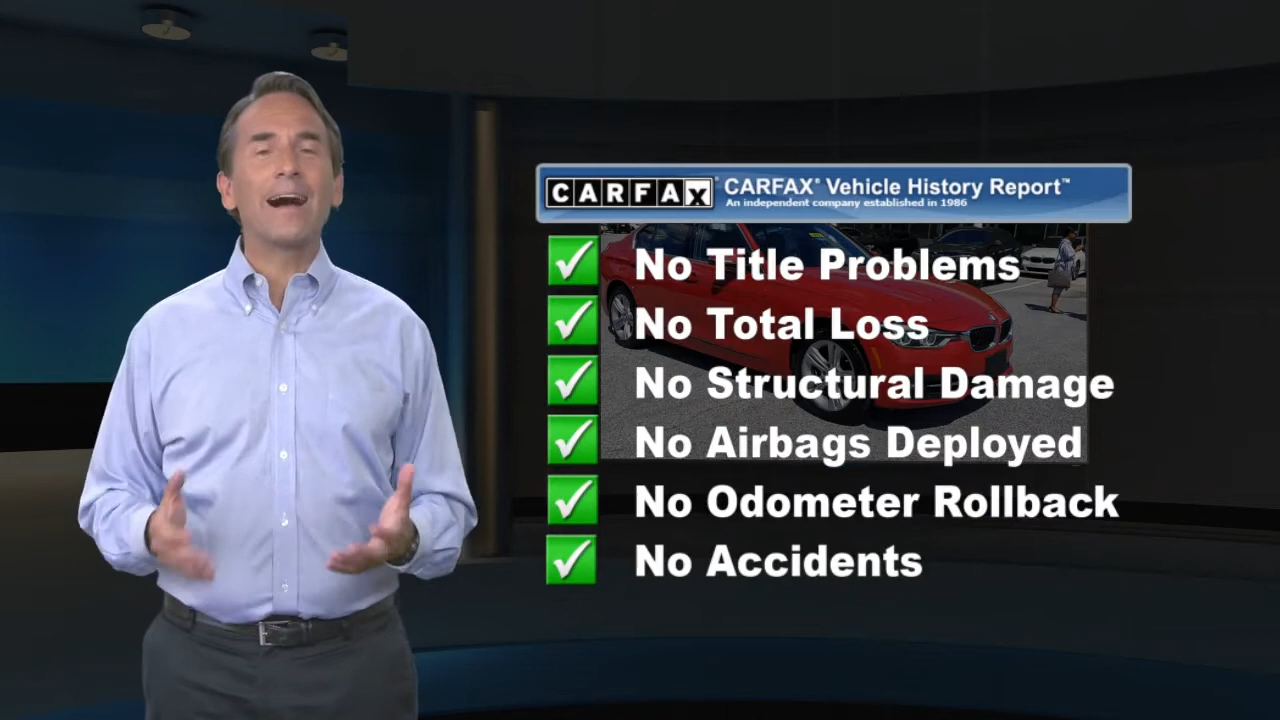 CARFAX® CARFAX® Vehicle History Report™
An independent company established in 1986
No Title Problems
No Total Loss
No Structural Damage
No Airbags Deployed
No Odometer Rollback
No Accidents